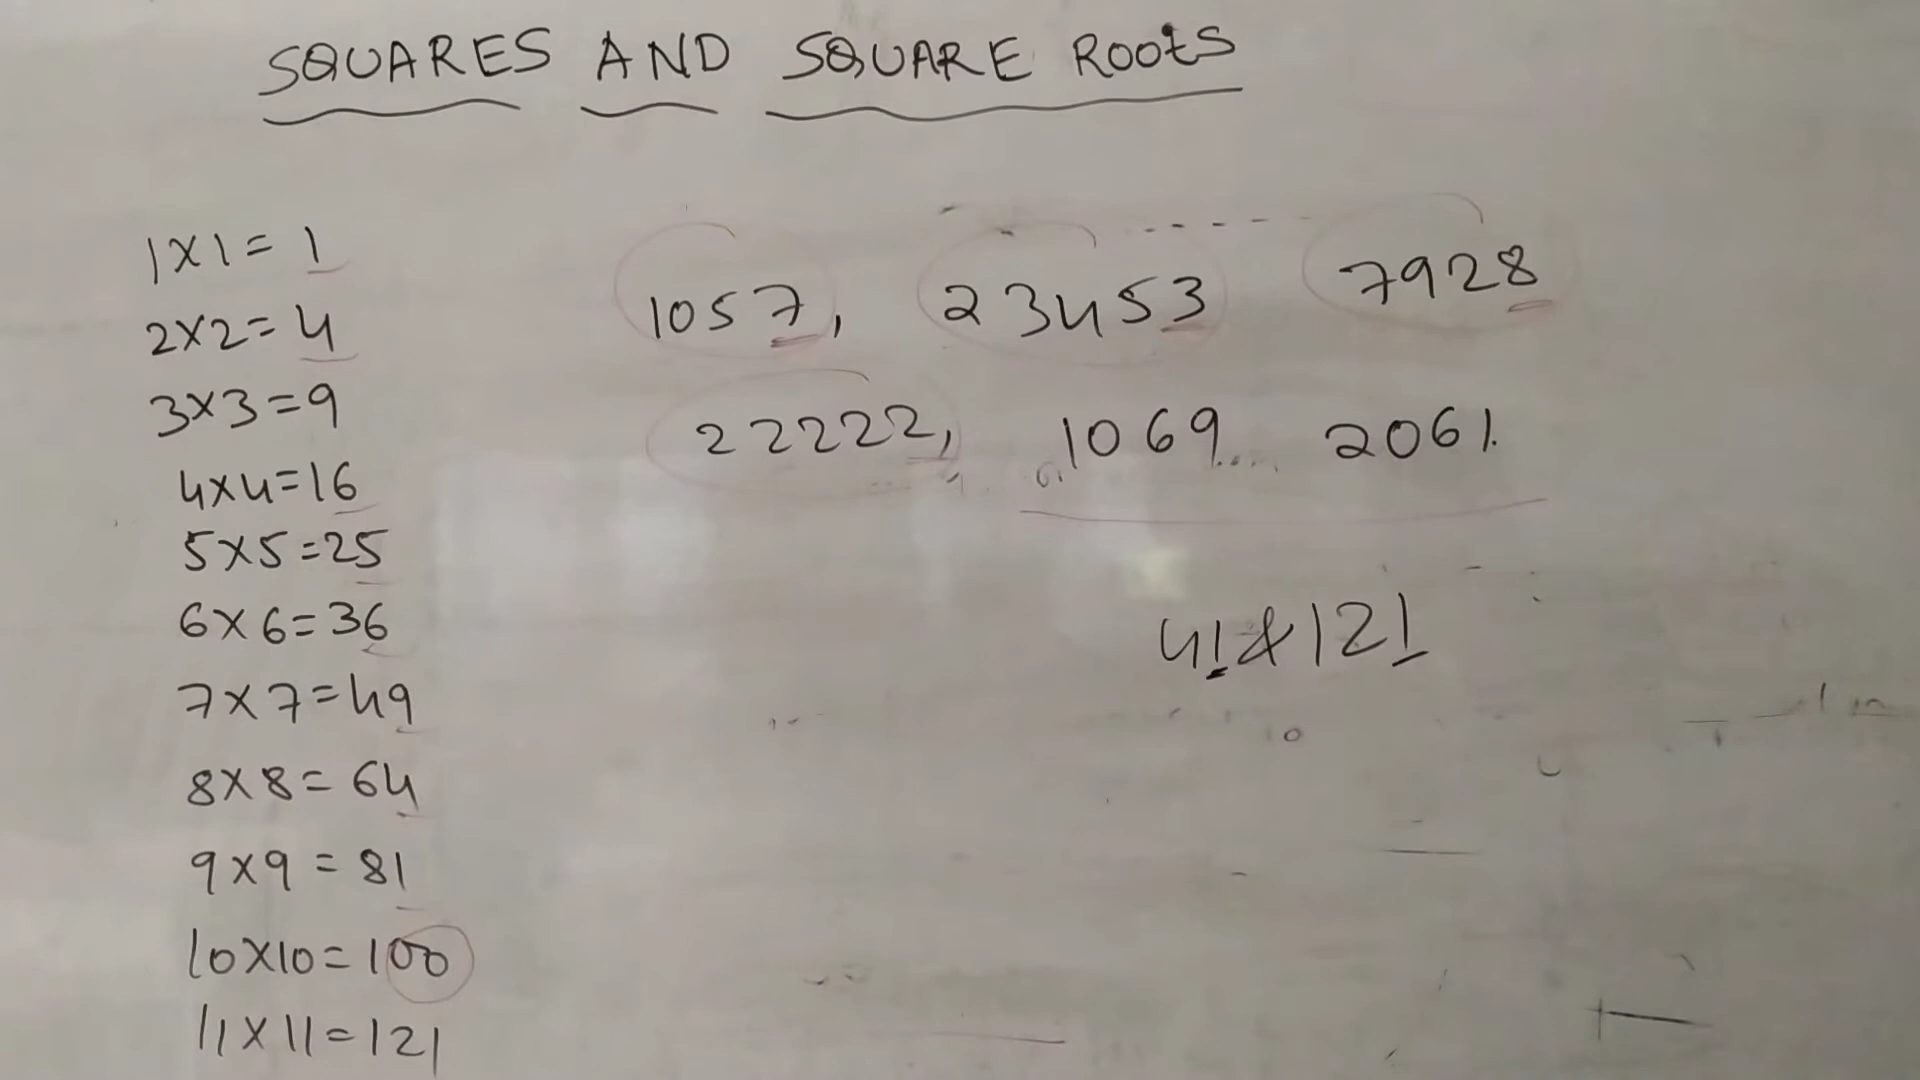 SQUARES AND SQUARE ROOtS
1X1= 1
2X2= 4
3X3=9
4X4=16
5X5=25
6X6=36
7X7=49
8X8=64
9X9=81
10X10=100
11X11=121
1057, 23453 7928
22222, 1069 2061.
41&121